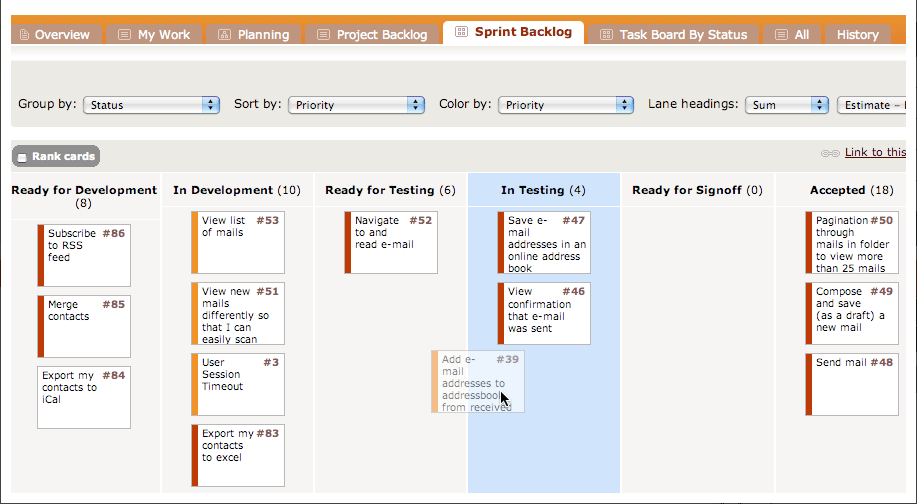 Overview
My Work
Planning
Project Backlog
Sprint Backlog
Task Board By Status
All
History
Group by: Status
Sort by: Priority
Color by: Priority
Lane headings: Sum
Estimate -
Rank cards
Link to this
Ready for Development
(8)
In Development (10)
Ready for Testing (6)
In Testing (4)
Ready for Signoff (0)
Accepted (18)
Subscribe #86
to RSS
feed
Merge #85
contacts
Export my #84
contacts to
iCal
View list #53
of mails
View new #51
mails
differently so
that I can
easily scan
User #3
Session
Timeout
Export my #83
contacts
to excel
Navigate #52
to and
read e-mail
Add e- #39
mail
addresses to
addressbook
from received
Save e- #47
mail
addresses in an
online address
book
View #46
confirmation
that e-mail
was sent
Pagination #50
through
mails in folder
to view more
than 25 mails
Compose #49
and save
(as a draft) a
new mail
Send mail #48